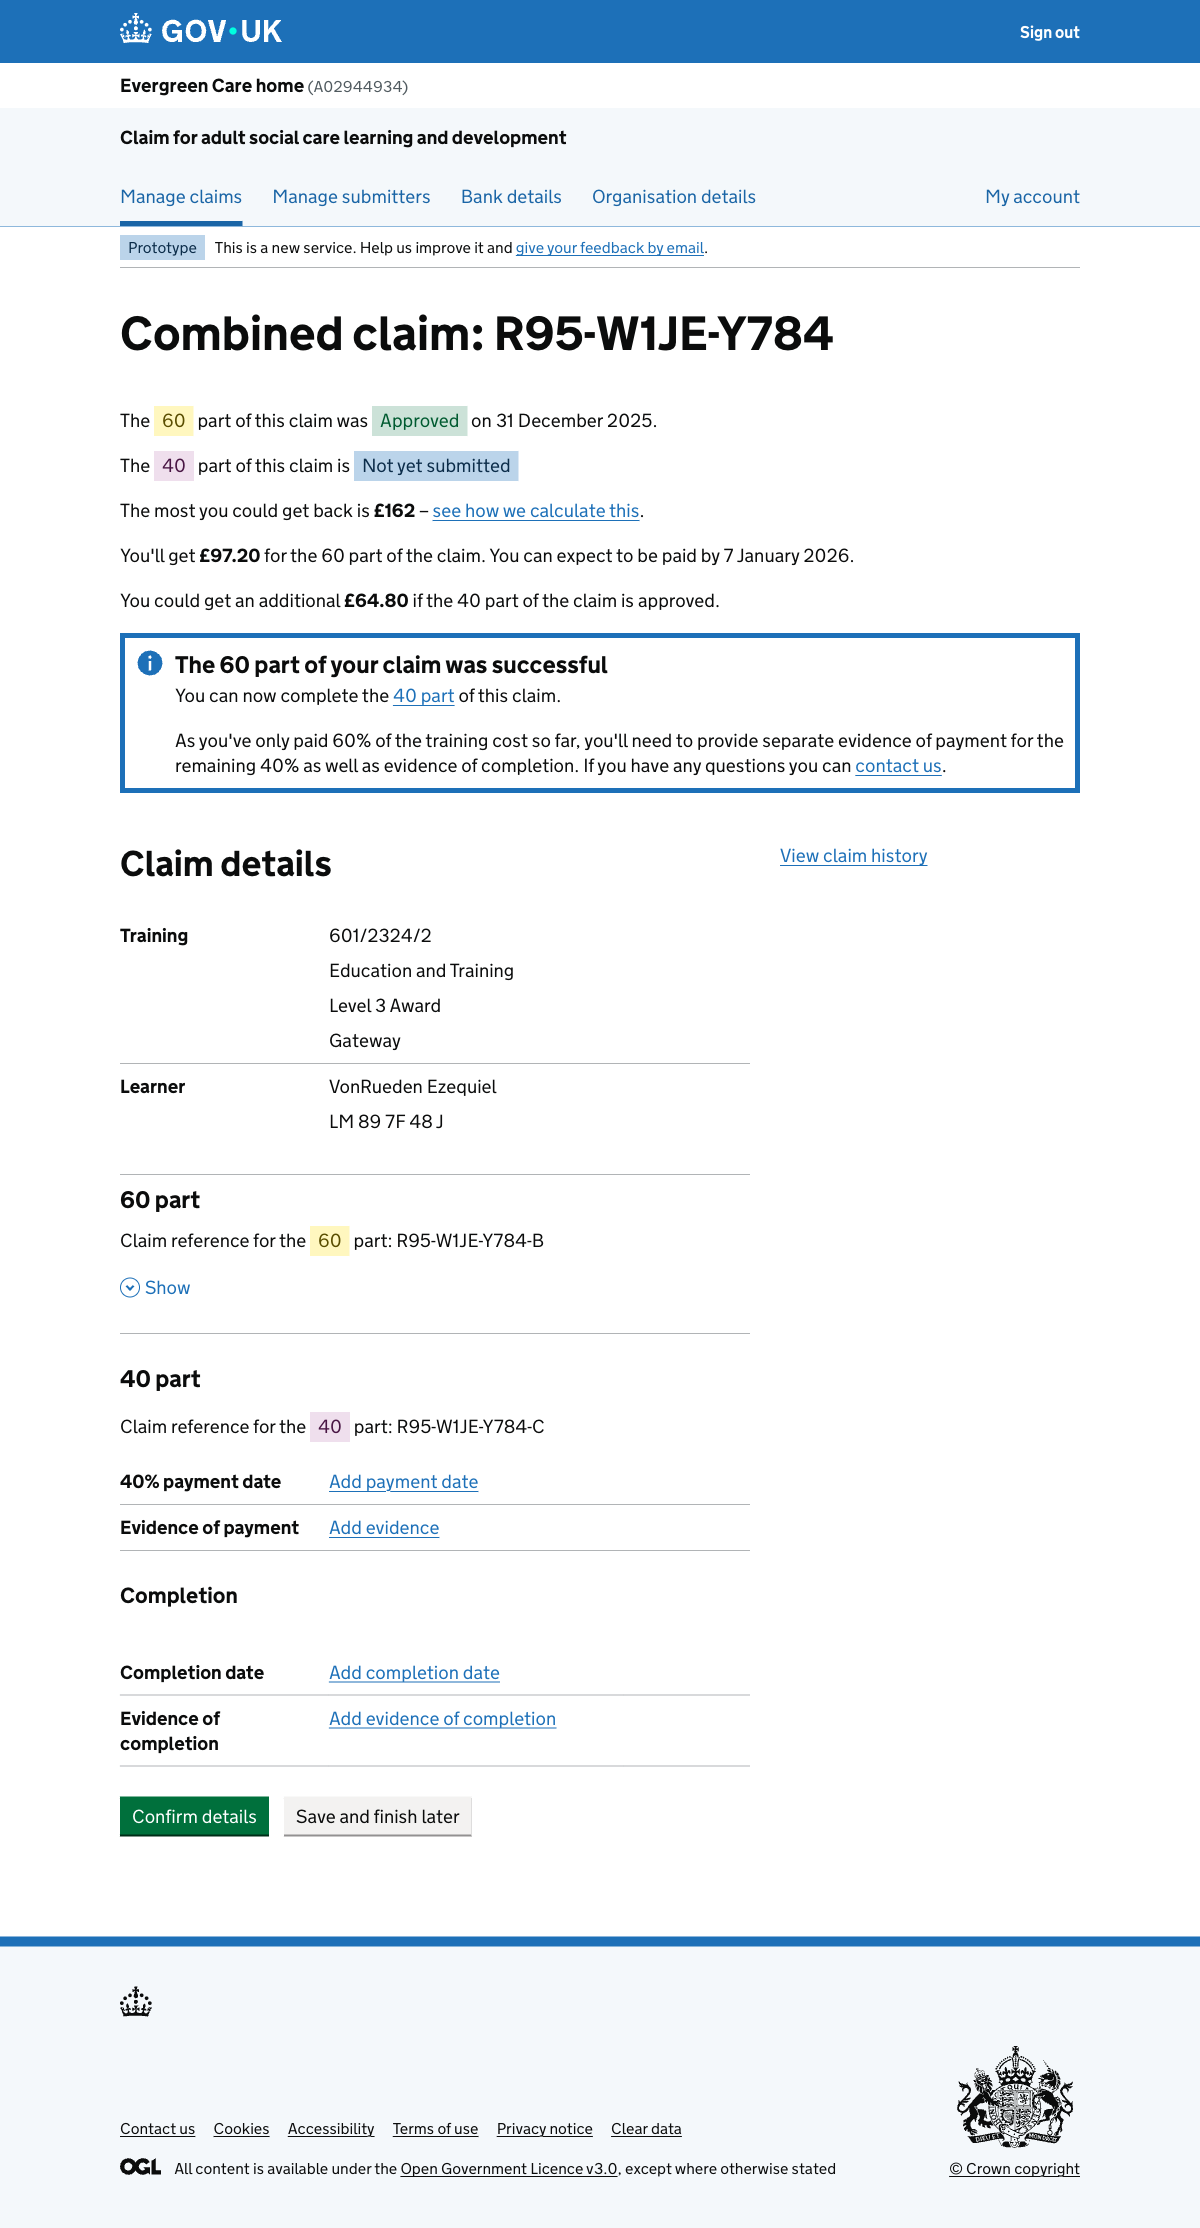 GOV·UK
Sign out
Evergreen Care home (A02944934)
Claim for adult social care learning and development
Manage claims Manage submitters Bank details Organisation details My account
Prototype This is a new service. Help us improve it and give your feedback by email.
Combined claim: R95-W1JE-Y784
The 60 part of this claim was Approved on 31 December 2025.
The 40 part of this claim is Not yet submitted
The most you could get back is £162 – see how we calculate this.
You'll get £97.20 for the 60 part of the claim. You can expect to be paid by 7 January 2026.
You could get an additional £64.80 if the 40 part of the claim is approved.
The 60 part of your claim was successful
You can now complete the 40 part of this claim.
As you've only paid 60% of the training cost so far, you'll need to provide separate evidence of payment for the
remaining 40% as well as evidence of completion. If you have any questions you can contact us.
Claim details
View claim history
Training 601/2324/2
Education and Training
Level 3 Award
Gateway
Learner VonRueden Ezequiel
LM 89 7F 48 J
60 part
Claim reference for the 60 part: R95-W1JE-Y784-B
Show
40 part
Claim reference for the 40 part: R95-W1JE-Y784-C
40% payment date Add payment date
Evidence of payment Add evidence
Completion
Completion date Add completion date
Evidence of Add evidence of completion
completion
Confirm details Save and finish later
Contact us Cookies Accessibility Terms of use Privacy notice Clear data
OGL All content is available under the Open Government Licence v3.0, except where otherwise stated
© Crown copyright